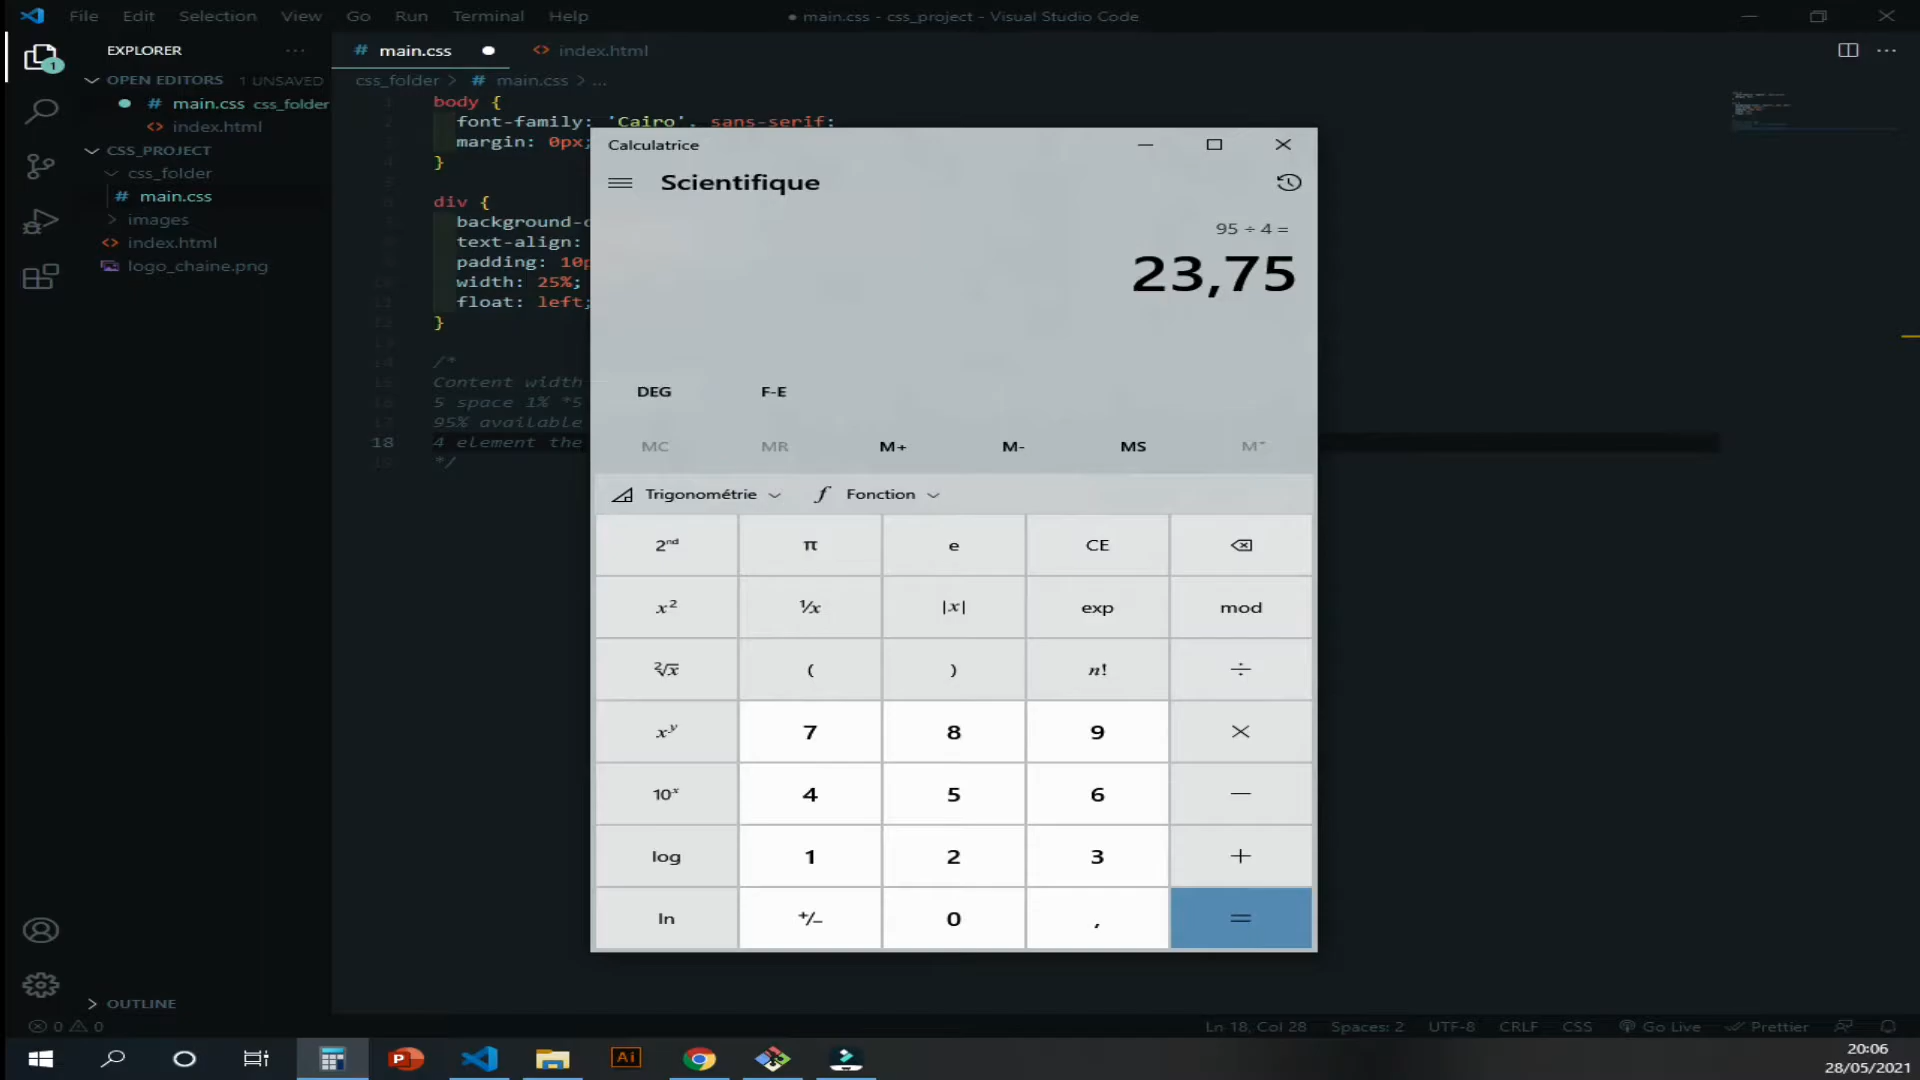 File Edit Selection View Go Run Terminal Help
● main.css - css_project - Visual Studio Code
EXPLORER ...
OPEN EDITORS 1 UNSAVED
# main.css css_folder
<> index.html
CSS_PROJECT
css_folder
# main.css
images
<> index.html
logo_chaine.png
OUTLINE
1
# main.css ●
<> index.html
css_folder > # main.css > ...
body {
font-family: 'Cairo', sans-serif;
margin: 0px;
}
div {
background-c
text-align:
padding: 10p
width: 25%;
float: left;
}
/*
Content width
5 space 1% *5
95% available
18 4 element the
*/
Calculatrice
Scientifique
95 ÷ 4 =
23,75
DEG F-E
MC MR M+ M- MS M˅
Trigonométrie f Fonction
2ⁿᵈ π e CE
x² ¹/x |x| exp mod
²√x ( ) n! ÷
xʸ 7 8 9 ×
10ˣ 4 5 6 −
log 1 2 3 +
ln +/− 0 , =
0 0
Ln 18, Col 28 Spaces: 2 UTF-8 CRLF CSS Go Live Prettier
P Ai
20:06
28/05/2021